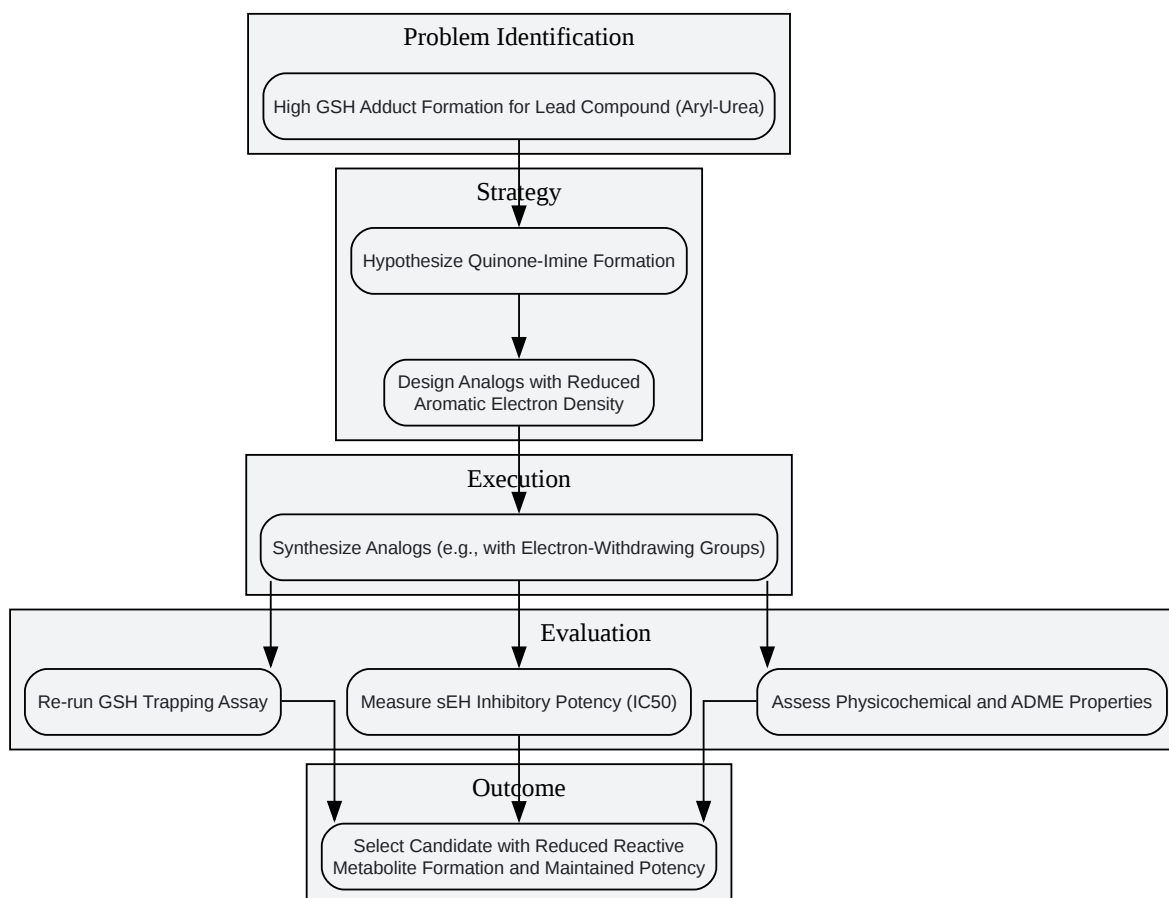 Problem Identification
High GSH Adduct Formation for Lead Compound (Aryl-Urea)
Strategy
Hypothesize Quinone-Imine Formation
Design Analogs with Reduced
Aromatic Electron Density
Execution
Synthesize Analogs (e.g., with Electron-Withdrawing Groups)
Evaluation
Re-run GSH Trapping Assay
Measure sEH Inhibitory Potency (IC50)
Assess Physicochemical and ADME Properties
Outcome
Select Candidate with Reduced Reactive
Metabolite Formation and Maintained Potency